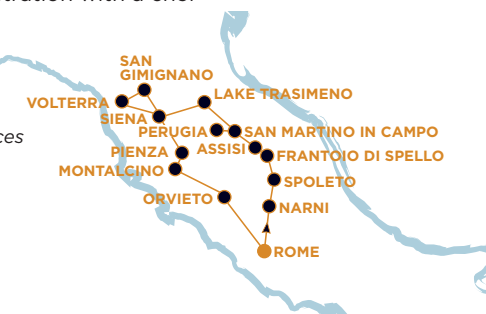 SAN
GIMIGNANO
LAKE TRASIMENO
VOLTERRA
SIENA
PERUGIA
SAN MARTINO IN CAMPO
ces
ASSISI
PIENZA
FRANTOIO DI SPELLO
MONTALCINO
SPOLETO
ORVIETO
NARNI
ROME